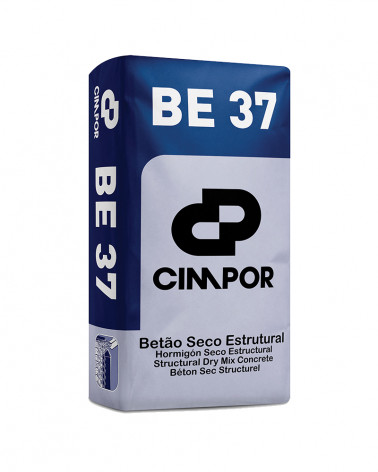 BE 37
CIMPOR
Betão Seco Estrutural
Hormigón Seco Estructural
Structural Dry Mix Concrete
Béton Sec Structurel
CIMPOR
BE 37